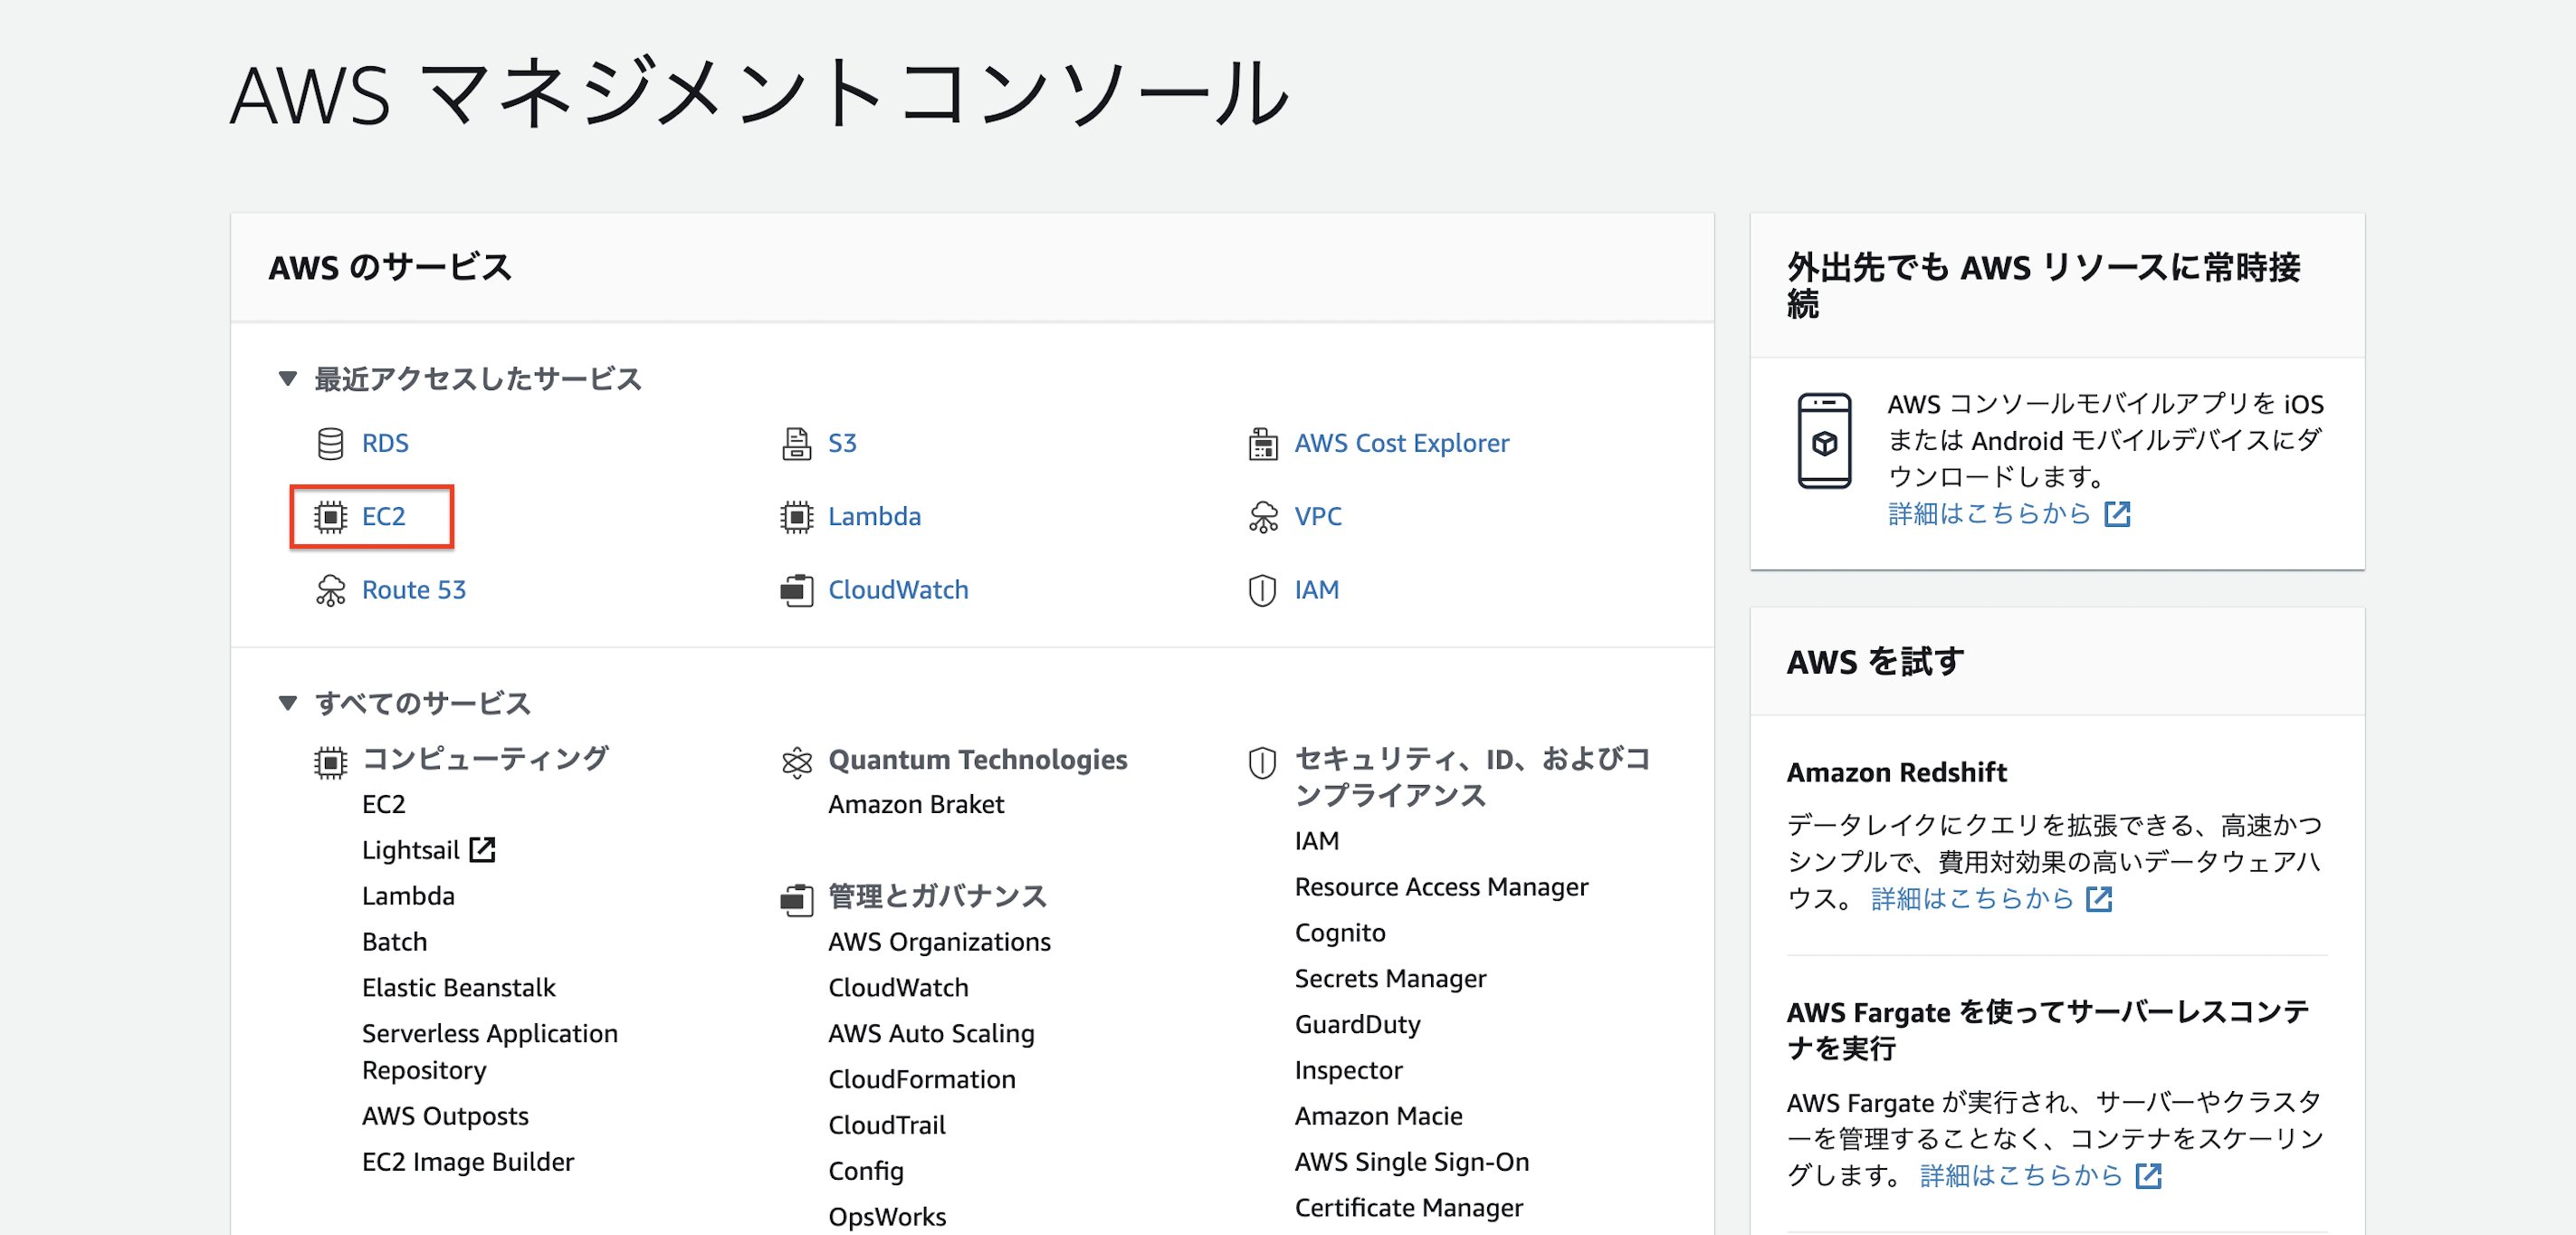 AWS マネジメントコンソール
AWS のサービス
最近アクセスしたサービス
RDS
S3
AWS Cost Explorer
EC2
Lambda
VPC
Route 53
CloudWatch
IAM
すべてのサービス
コンピューティング
EC2
Lightsail
Lambda
Batch
Elastic Beanstalk
Serverless Application
Repository
AWS Outposts
EC2 Image Builder
Quantum Technologies
Amazon Braket
管理とガバナンス
AWS Organizations
CloudWatch
AWS Auto Scaling
CloudFormation
CloudTrail
Config
OpsWorks
セキュリティ、ID、およびコ
ンプライアンス
IAM
Resource Access Manager
Cognito
Secrets Manager
GuardDuty
Inspector
Amazon Macie
AWS Single Sign-On
Certificate Manager
外出先でも AWS リソースに常時接
続
AWS コンソールモバイルアプリを iOS
または Android モバイルデバイスにダ
ウンロードします。
詳細はこちらから
AWS を試す
Amazon Redshift
データレイクにクエリを拡張できる、高速かつ
シンプルで、費用対効果の高いデータウェアハ
ウス。 詳細はこちらから
AWS Fargate を使ってサーバーレスコンテ
ナを実行
AWS Fargate が実行され、サーバーやクラスタ
ーを管理することなく、コンテナをスケーリン
グします。 詳細はこちらから